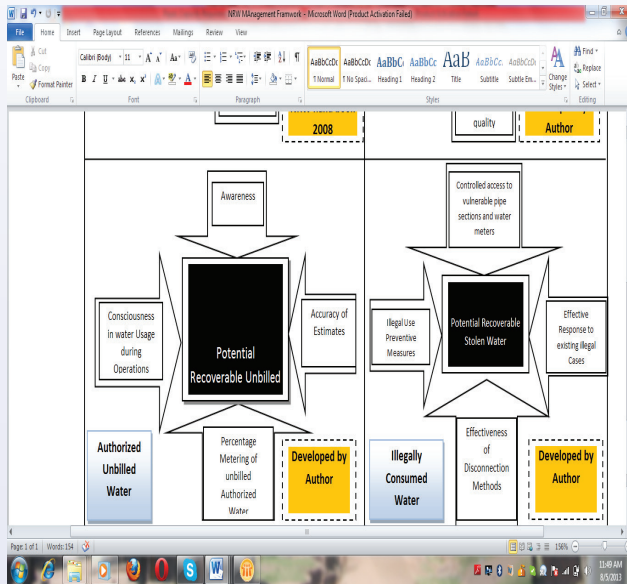 NRW MAnagement Framwork - Microsoft Word (Product Activation Failed)
File Home Insert Page Layout References Mailings Review View
Cut
Copy
Format Painter
Paste
Clipboard
Calibri (Body) 11
Font
Paragraph
AaBbCcDc AaBbCcDc AaBbC AaBbCc AaB AaBbCc. AaBbCcDc
¶ Normal ¶ No Spaci... Heading 1 Heading 2 Title Subtitle Subtle Em...
Change
Styles
Styles
Find
Replace
Select
Editing
2008
quality
Author
Awareness
Consciousness
in water Usage
during
Operations
Potential
Recoverable Unbilled
Accuracy of
Estimates
Authorized
Unbilled
Water
Percentage
Metering of
unbilled
Authorized
Water
Developed by
Author
Controlled access to
vulnerable pipe
sections and water
meters
Illegal Use
Preventive
Measures
Potential Recoverable
Stolen Water
Effective
Response to
existing illegal
Cases
Illegally
Consumed
Water
Effectiveness
of
Disconnection
Methods
Developed by
Author
Page: 1 of 1 Words: 154
156%
11:49 AM
8/5/2013